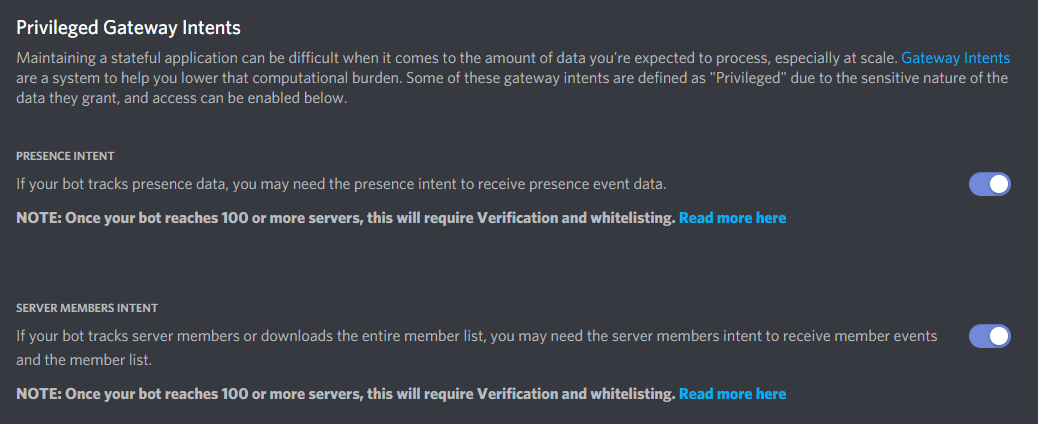 Privileged Gateway Intents
Maintaining a stateful application can be difficult when it comes to the amount of data you're expected to process, especially at scale. Gateway Intents
are a system to help you lower that computational burden. Some of these gateway intents are defined as "Privileged" due to the sensitive nature of the
data they grant, and access can be enabled below.
PRESENCE INTENT
If your bot tracks presence data, you may need the presence intent to receive presence event data.
NOTE: Once your bot reaches 100 or more servers, this will require Verification and whitelisting. Read more here
SERVER MEMBERS INTENT
If your bot tracks server members or downloads the entire member list, you may need the server members intent to receive member events
and the member list.
NOTE: Once your bot reaches 100 or more servers, this will require Verification and whitelisting. Read more here